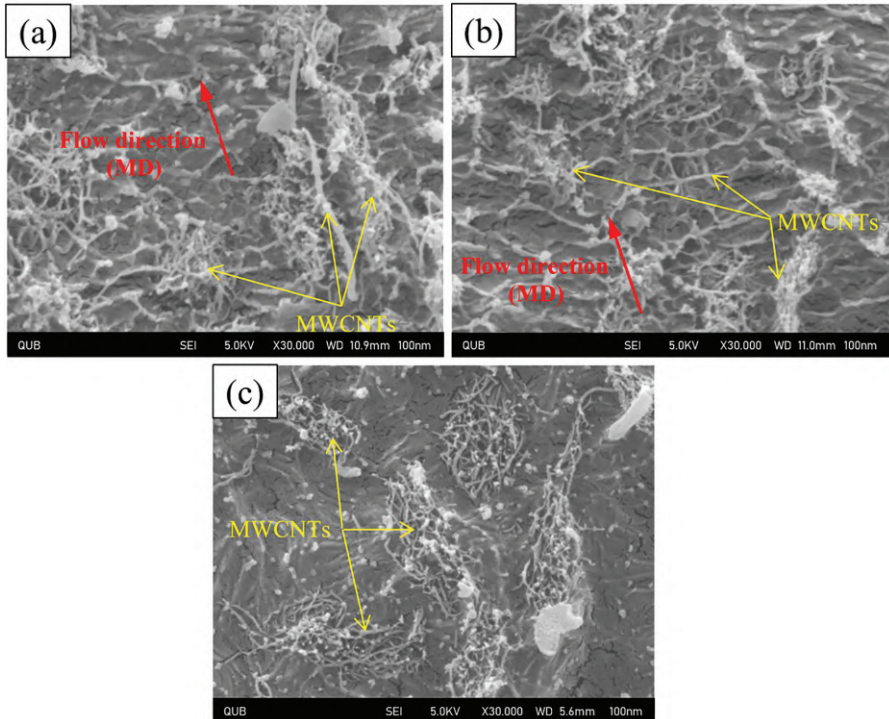 (a)
Flow direction
(MD)
MWCNTs
QUB SEI 5.0KV X30.000 WD 10.9mm 100nm
(b)
MWCNTs
Flow direction
(MD)
QUB SEI 5.0KV X30.000 WD 11.0mm 100nm
(c)
MWCNTs
QUB SEI 5.0KV X30.000 WD 5.6mm 100nm